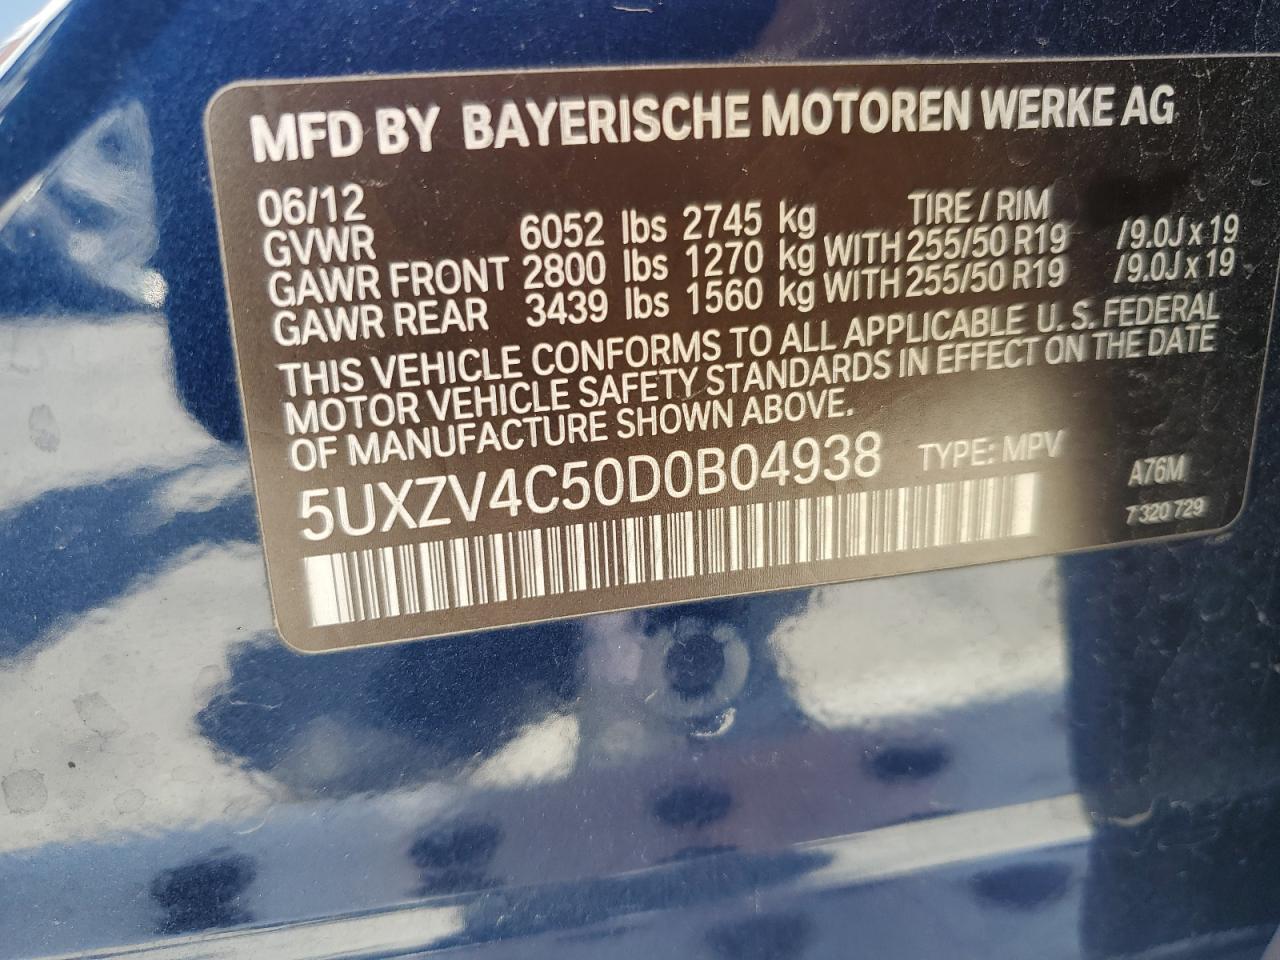 MFD BY BAYERISCHE MOTOREN WERKE AG
06/12 TIRE / RIM
GVWR 6052 lbs 2745 kg
GAWR FRONT 2800 lbs 1270 kg WITH 255/50 R19 /9.0J x 19
GAWR REAR 3439 lbs 1560 kg WITH 255/50 R19 /9.0J x 19
THIS VEHICLE CONFORMS TO ALL APPLICABLE U. S. FEDERAL
MOTOR VEHICLE SAFETY STANDARDS IN EFFECT ON THE DATE
OF MANUFACTURE SHOWN ABOVE.
5UXZV4C50D0B04938 TYPE: MPV
A76M
7 320 729